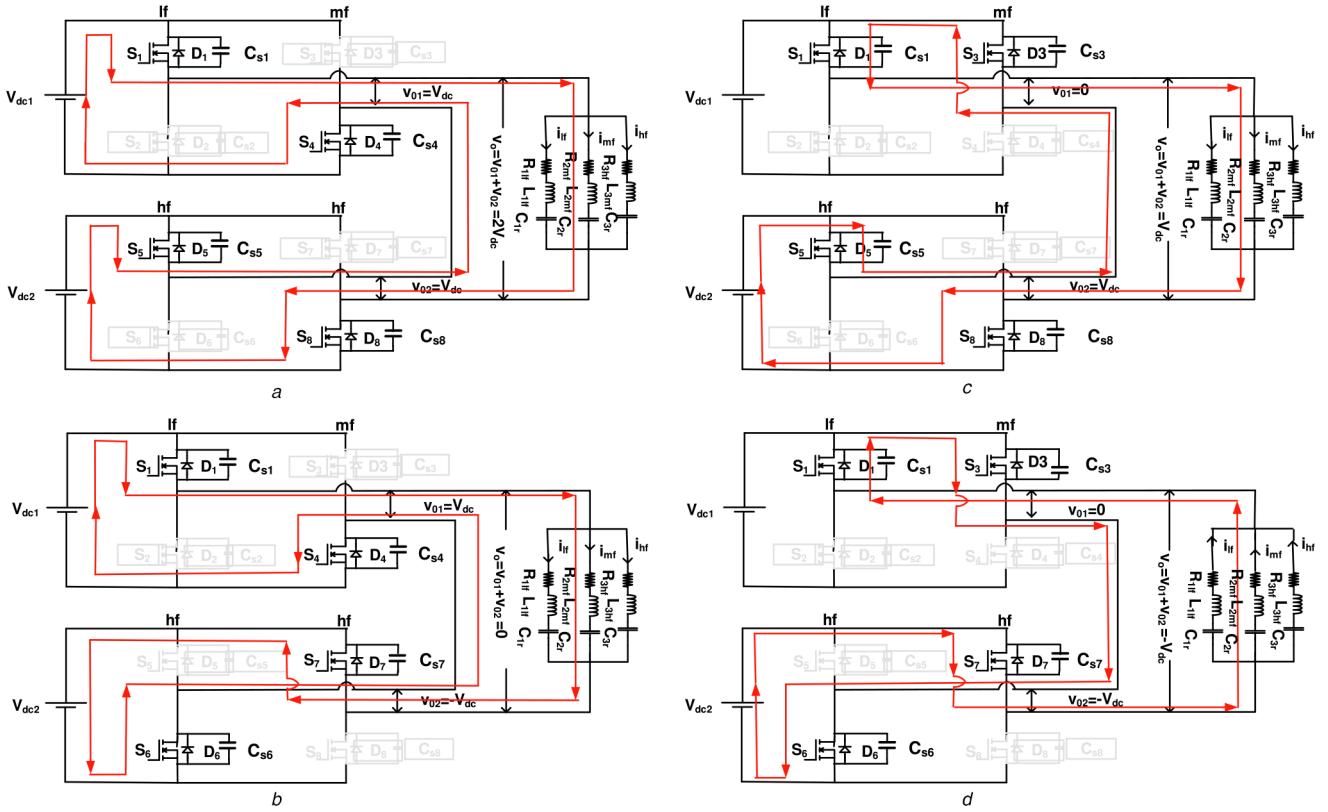 lf mf
S1 D1 Cs1 S3 D3 Cs3
Vdc1
v01=Vdc
S2 D2 Cs2 S4 D4 Cs4
vo=v01+v02=2Vdc
ilf imf ihf
R1lf L1lf C1r
R2mf L2mf C2r
R3hf L3mf C3r
hf hf
S5 D5 Cs5 S7 D7 Cs7
Vdc2
v02=Vdc
S6 D6 Cs6 S8 D8 Cs8
a
lf mf
S1 D1 Cs1 S3 D3 Cs3
Vdc1
v01=0
S2 D2 Cs2 S4 D4 Cs4
vo=v01+v02=Vdc
ilf imf ihf
R1lf L1lf C1r
R2mf L2mf C2r
R3hf L3hf C3r
hf hf
S5 D5 Cs5 S7 D7 Cs7
Vdc2
v02=Vdc
S6 D6 Cs6 S8 D8 Cs8
c
lf mf
S1 D1 Cs1 S3 D3 Cs3
Vdc1
v01=Vdc
S2 D2 Cs2 S4 D4 Cs4
vo=v01+v02=0
ilf imf ihf
R1lf L1lf C1r
R2mf L2mf C2r
R3hf L3hf C3r
hf hf
S5 D5 Cs5 S7 D7 Cs7
Vdc2
v02=-Vdc
S6 D6 Cs6 S8 D8 Cs8
b
lf mf
S1 D1 Cs1 S3 D3 Cs3
Vdc1
v01=0
S2 D2 Cs2 S4 D4 Cs4
vo=v01+v02=-Vdc
ilf imf ihf
R1lf L1lf C1r
R2mf L2mf C2r
R3hf L3hf C3r
hf hf
S5 D5 Cs5 S7 D7 Cs7
Vdc2
v02=-Vdc
S6 D6 Cs6 S8 D8 Cs8
d